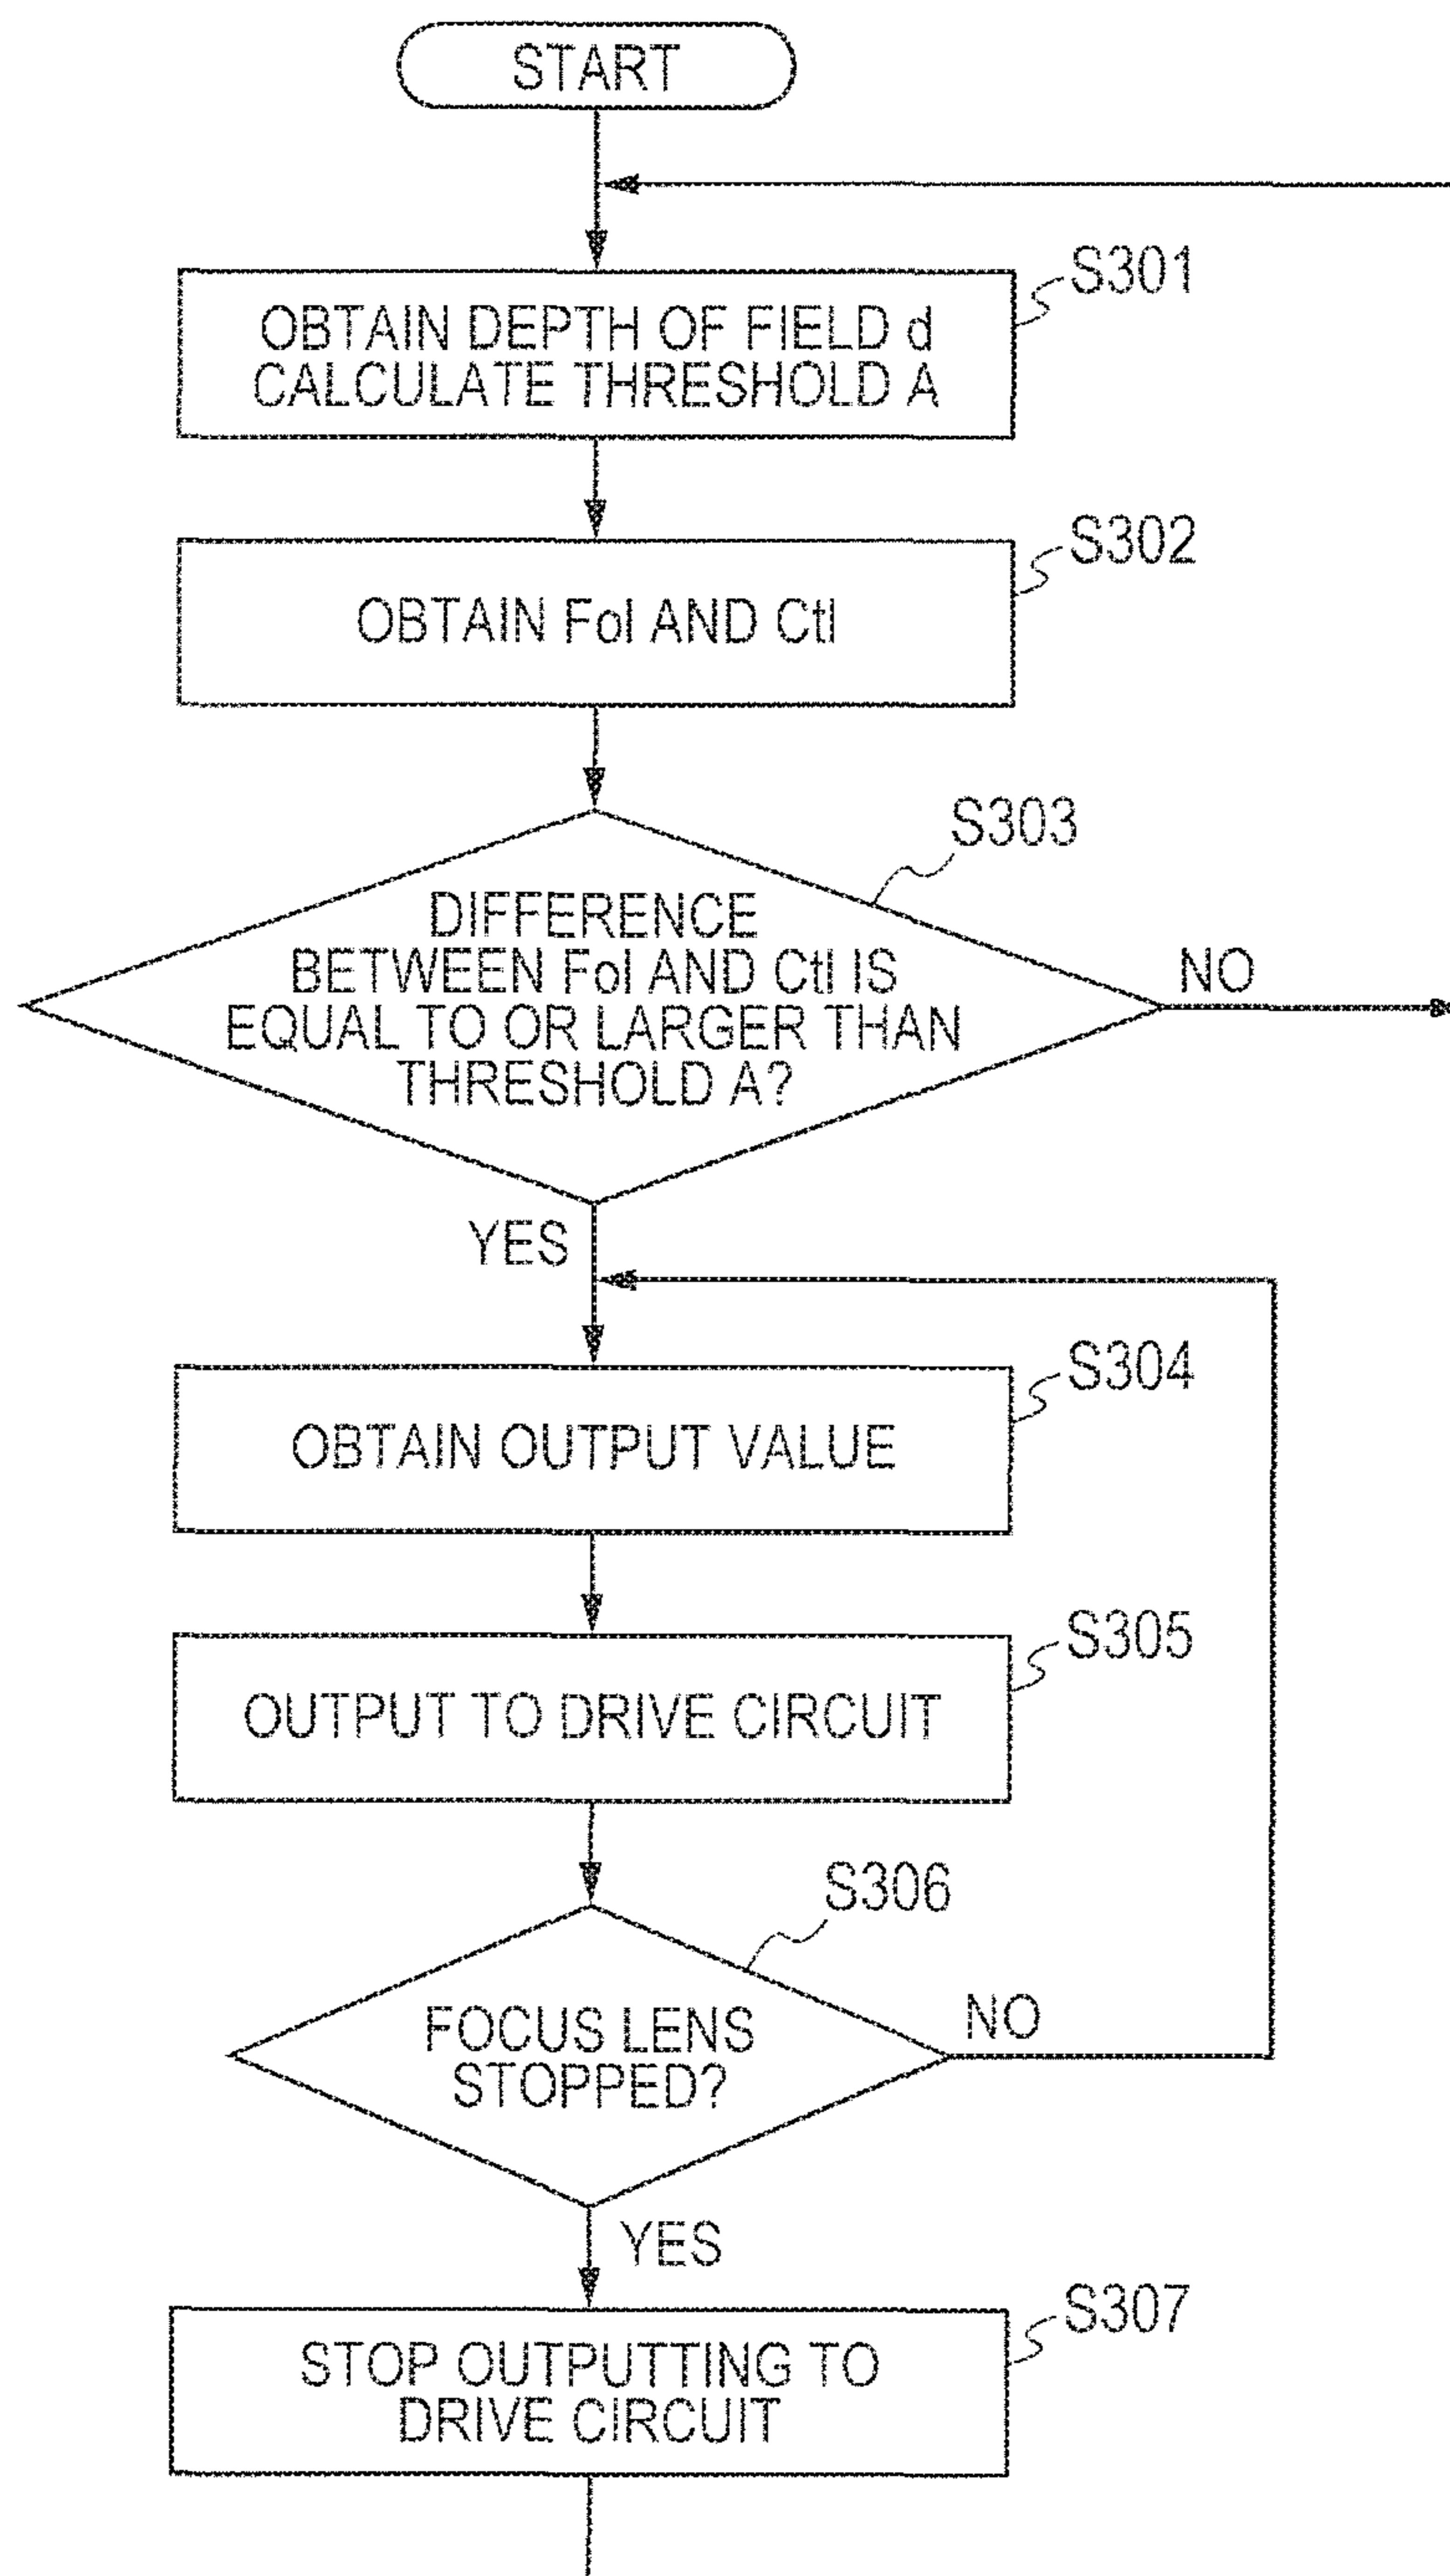 START
S301
OBTAIN DEPTH OF FIELD d
CALCULATE THRESHOLD A
S302
OBTAIN Fol AND Ctl
S303
DIFFERENCE
BETWEEN Fol AND Ctl IS
EQUAL TO OR LARGER THAN
THRESHOLD A?
NO
YES
S304
OBTAIN OUTPUT VALUE
S305
OUTPUT TO DRIVE CIRCUIT
S306
FOCUS LENS
STOPPED?
NO
YES
S307
STOP OUTPUTTING TO
DRIVE CIRCUIT